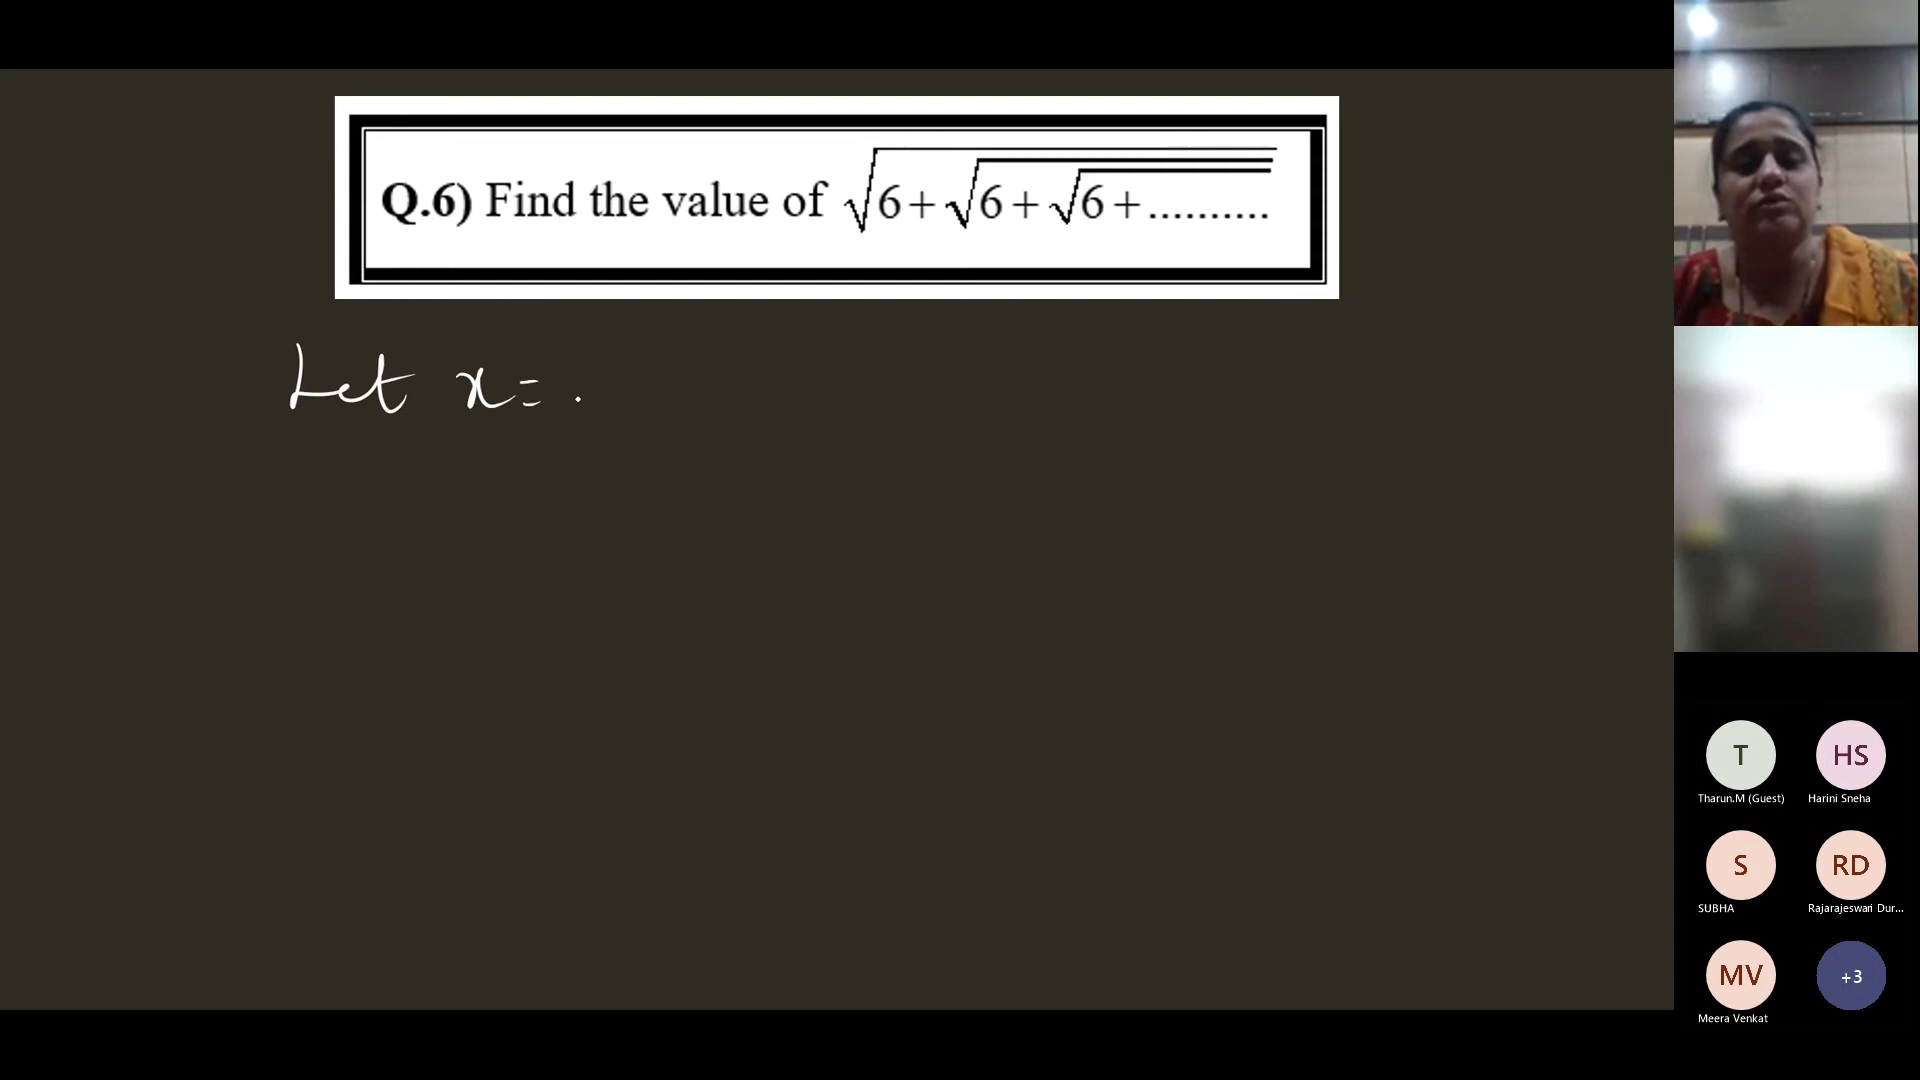 Q.6) Find the value of √6+√6+√6+..........
Let x= .
T
HS
Tharun.M (Guest)
Harini Sneha
S
RD
SUBHA
Rajarajeswari Dur...
MV
+3
Meera Venkat